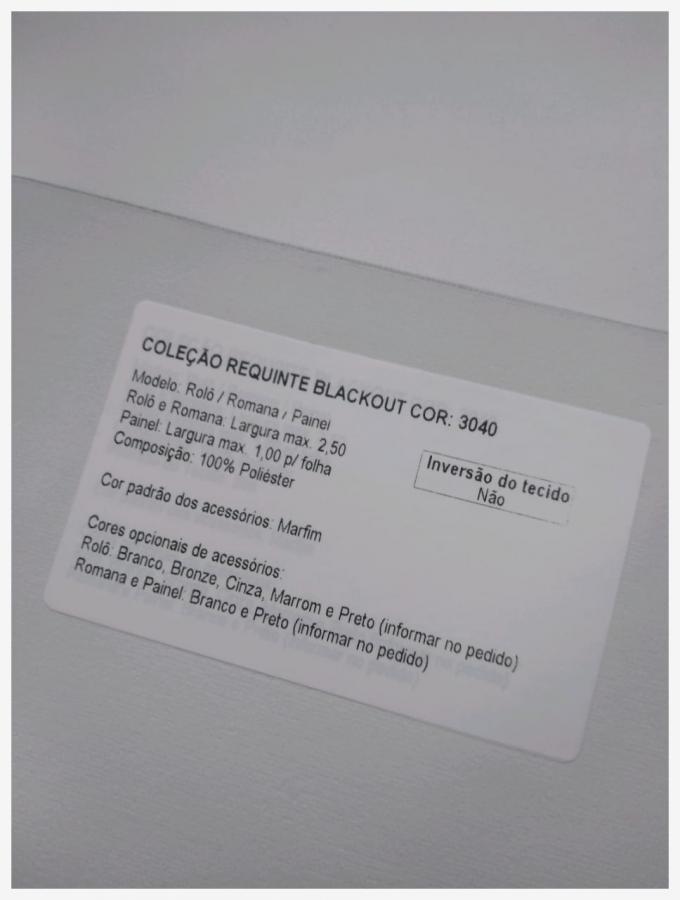 COLEÇÃO REQUINTE BLACKOUT COR: 3040
Modelo: Rolô / Romana / Painel
Rolô e Romana: Largura max. 2,50
Painel: Largura max. 1,00 p/ folha
Composição: 100% Poliéster
Inversão do tecido
Não
Cor padrão dos acessórios: Marfim
Cores opcionais de acessórios:
Rolô: Branco, Bronze, Cinza, Marrom e Preto (informar no pedido)
Romana e Painel: Branco e Preto (informar no pedido)